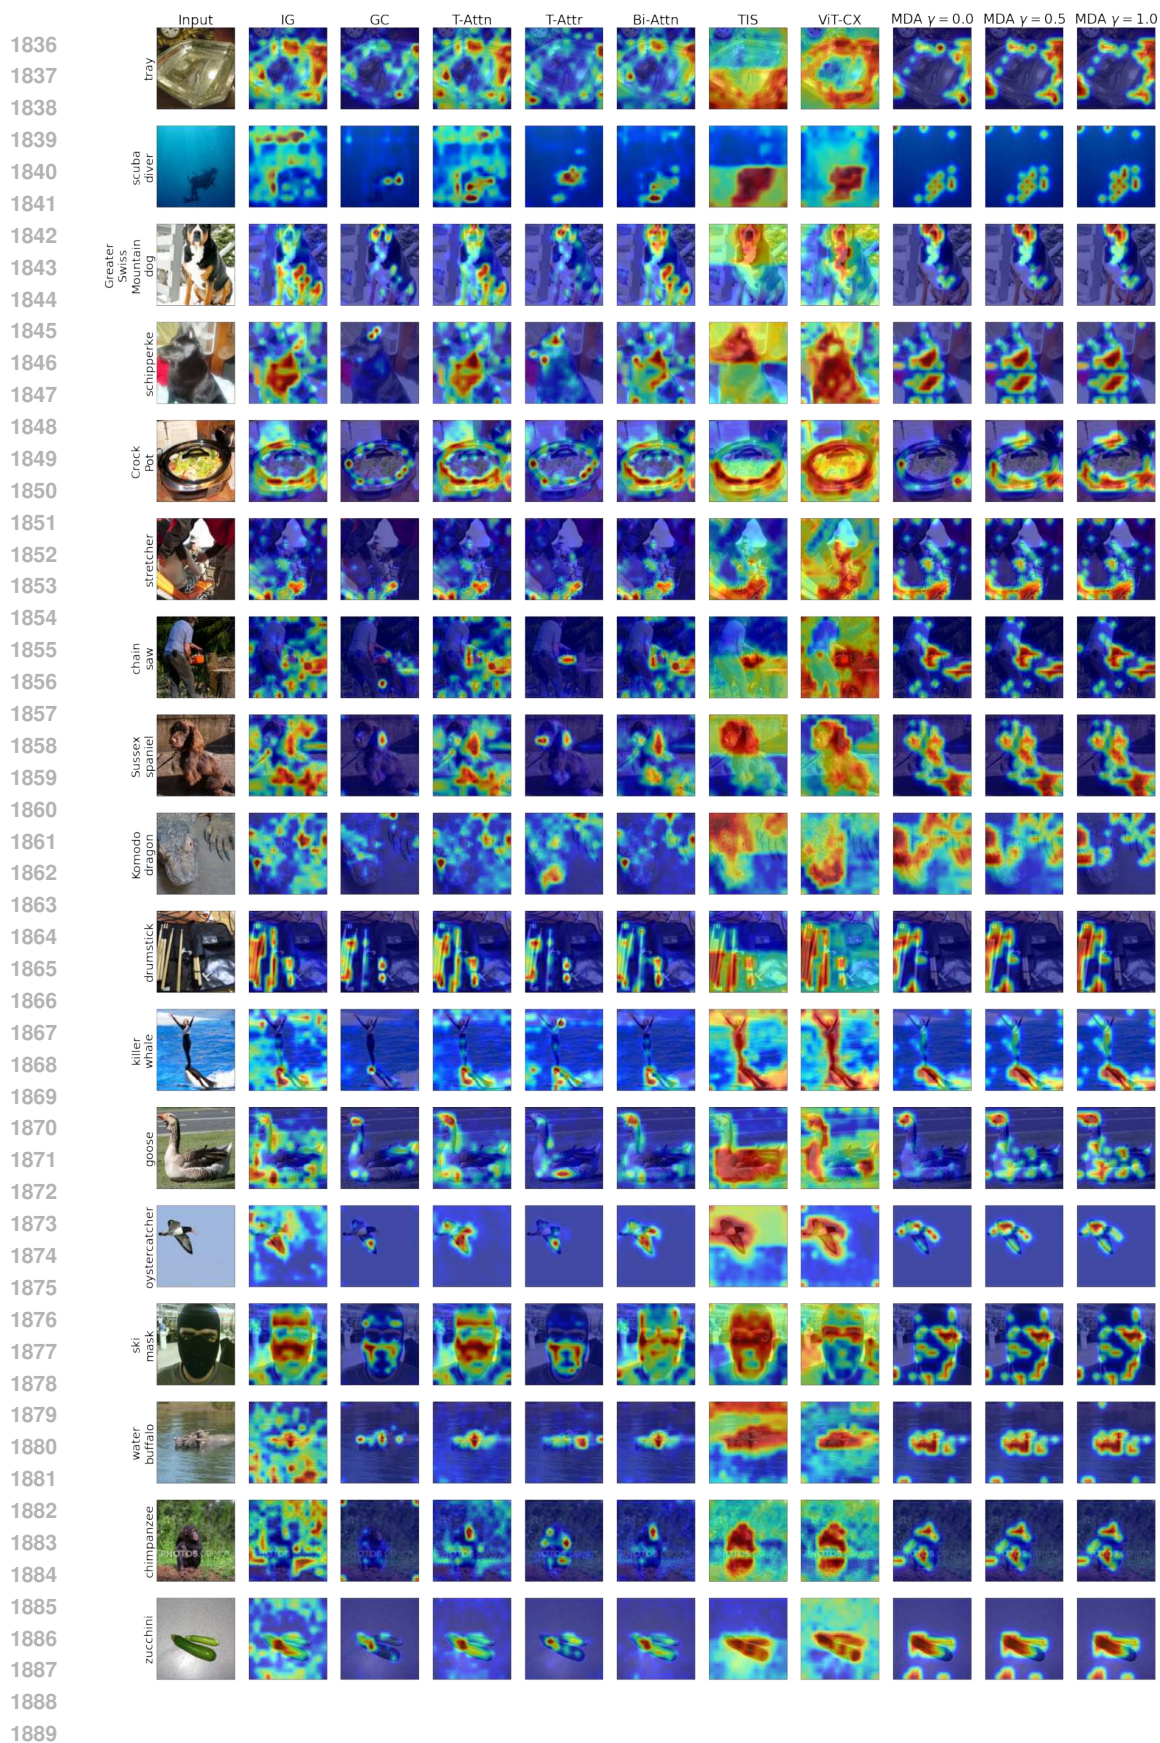 Input IG GC T-Attn T-Attr Bi-Attn TIS ViT-CX MDA γ = 0.0 MDA γ = 0.5 MDA γ = 1.0
1836
1837
1838
tray
1839
1840
1841
scuba
diver
1842
1843
1844
Greater
Swiss
Mountain
dog
1845
1846
1847
schipperke
1848
1849
1850
Crock
Pot
1851
1852
1853
stretcher
1854
1855
1856
chain
saw
1857
1858
1859
Sussex
spaniel
1860
1861
1862
Komodo
dragon
1863
1864
1865
drumstick
1866
1867
1868
killer
whale
1869
1870
1871
goose
1872
1873
1874
oystercatcher
1875
1876
1877
ski
mask
1878
1879
1880
water
buffalo
1881
1882
1883
chimpanzee
1884
1885
1886
zucchini
1887
1888
1889